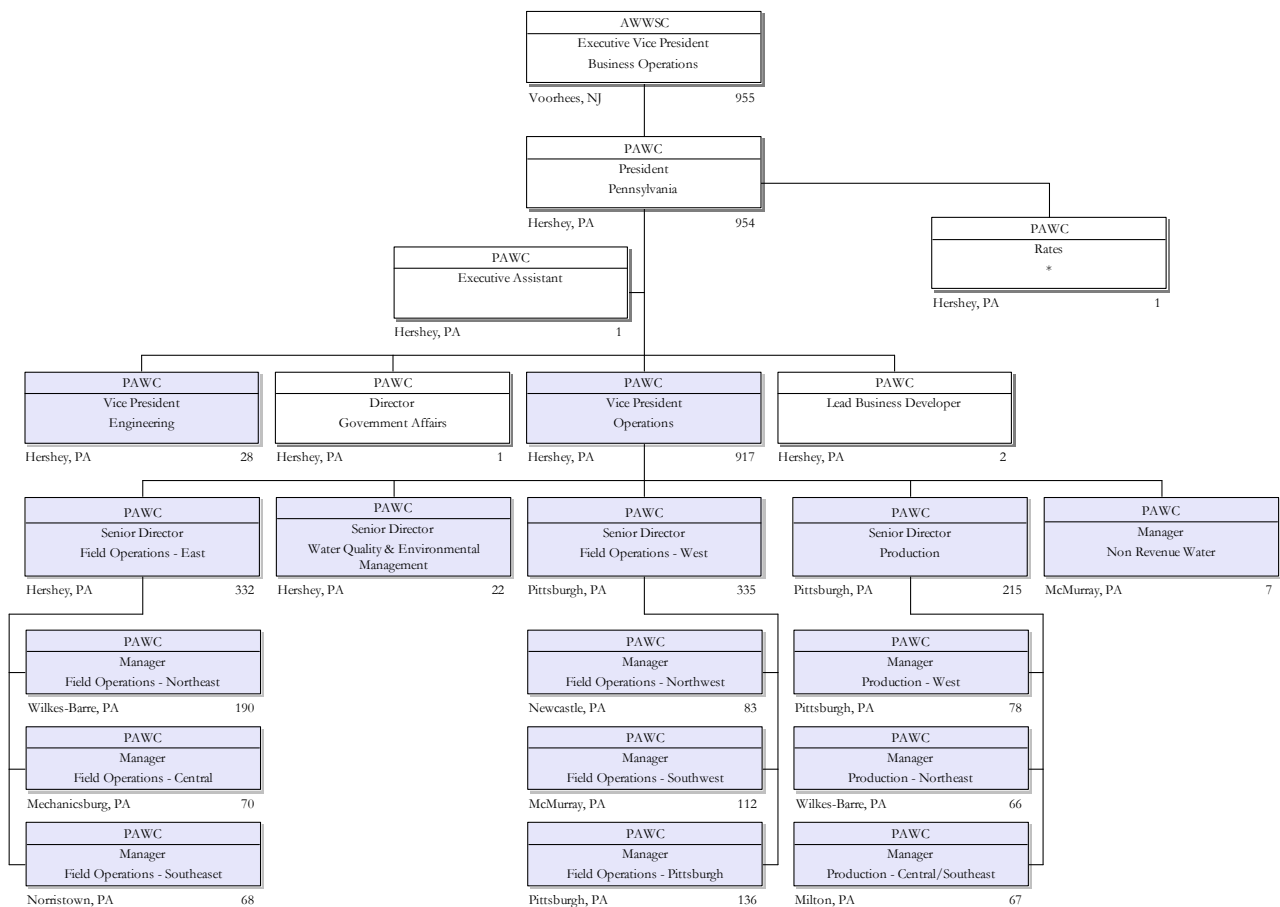 AWWSC
Executive Vice President
Business Operations
Voorhees, NJ 955
PAWC
President
Pennsylvania
Hershey, PA 954
PAWC
Rates
*
Hershey, PA 1
PAWC
Executive Assistant
Hershey, PA 1
PAWC
Vice President
Engineering
Hershey, PA 28
PAWC
Director
Government Affairs
Hershey, PA 1
PAWC
Vice President
Operations
Hershey, PA 917
PAWC
Lead Business Developer
Hershey, PA 2
PAWC
Senior Director
Field Operations - East
Hershey, PA 332
PAWC
Senior Director
Water Quality & Environmental
Management
Hershey, PA 22
PAWC
Senior Director
Field Operations - West
Pittsburgh, PA 335
PAWC
Senior Director
Production
Pittsburgh, PA 215
PAWC
Manager
Non Revenue Water
McMurray, PA 7
PAWC
Manager
Field Operations - Northeast
Wilkes-Barre, PA 190
PAWC
Manager
Field Operations - Central
Mechanicsburg, PA 70
PAWC
Manager
Field Operations - Southeaset
Norristown, PA 68
PAWC
Manager
Field Operations - Northwest
Newcastle, PA 83
PAWC
Manager
Field Operations - Southwest
McMurray, PA 112
PAWC
Manager
Field Operations - Pittsburgh
Pittsburgh, PA 136
PAWC
Manager
Production - West
Pittsburgh, PA 78
PAWC
Manager
Production - Northeast
Wilkes-Barre, PA 66
PAWC
Manager
Production - Central/Southeast
Milton, PA 67